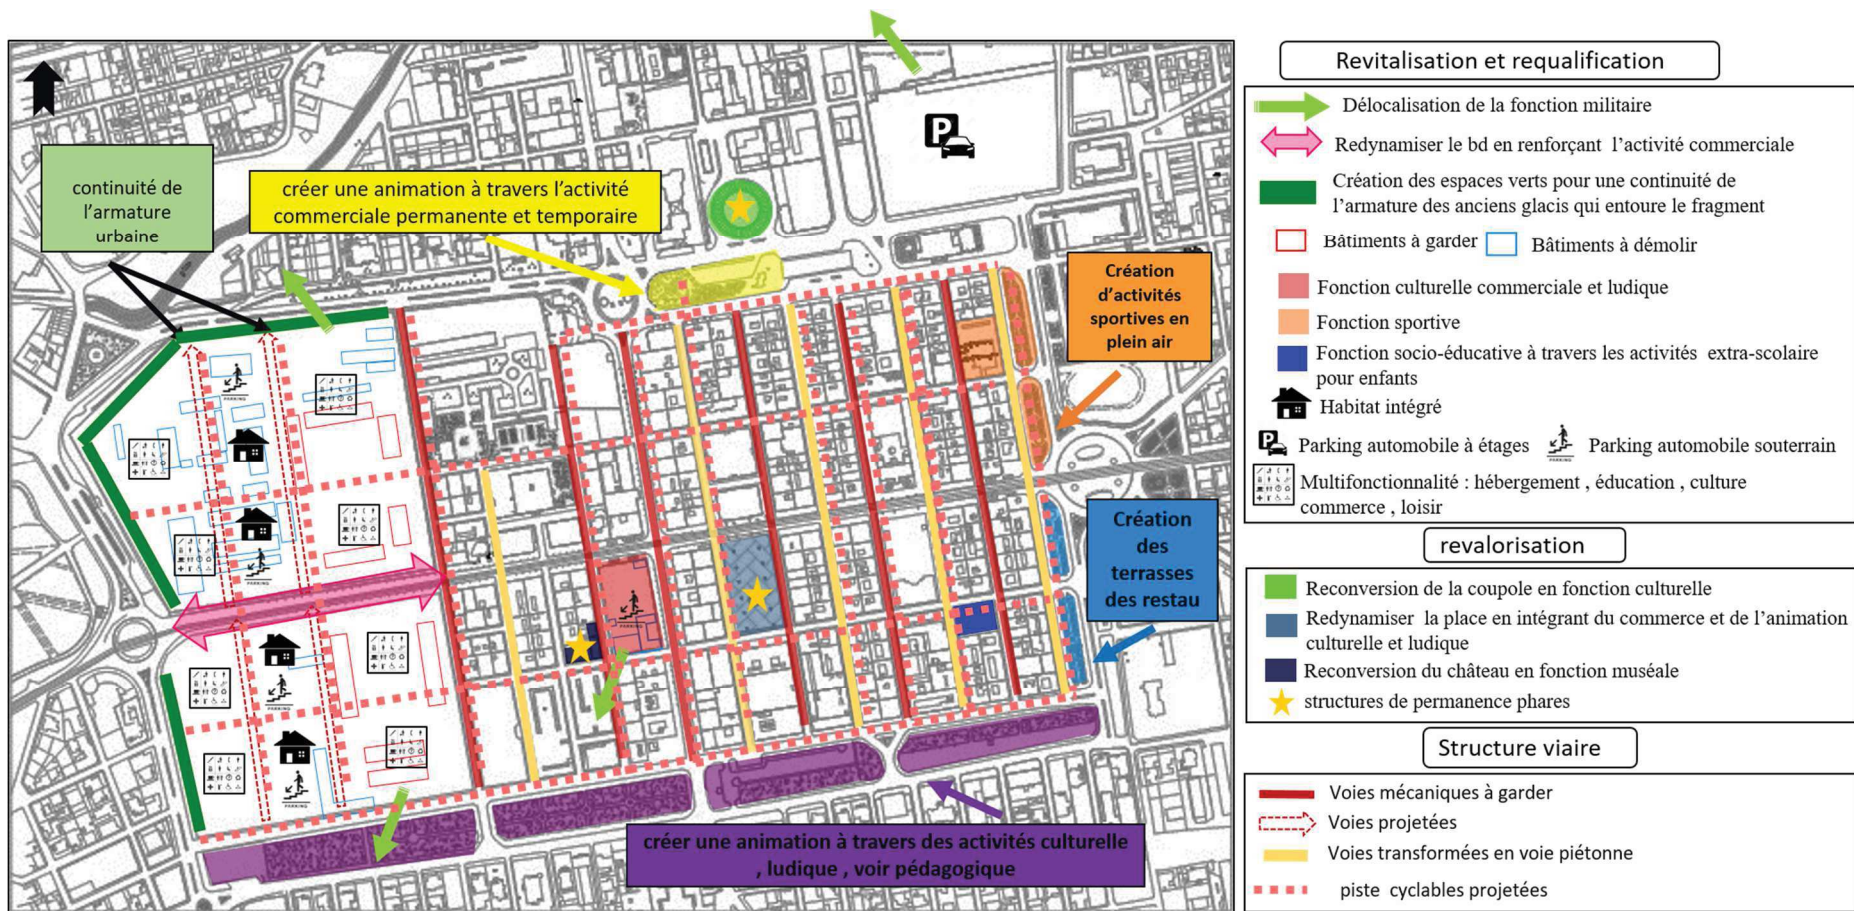 continuité de
l’armature
urbaine
créer une animation à travers l’activité
commerciale permanente et temporaire
P
Création
d’activités
sportives en
plein air
Création
des
terrasses
des restau
créer une animation à travers des activités culturelle
, ludique , voir pédagogique
PARKING
PARKING
PARKING
PARKING
PARKING
Revitalisation et requalification
Délocalisation de la fonction militaire
Redynamiser le bd en renforçant l’activité commerciale
Création des espaces verts pour une continuité de
l’armature des anciens glacis qui entoure le fragment
Bâtiments à garder
Bâtiments à démolir
Fonction culturelle commerciale et ludique
Fonction sportive
Fonction socio-éducative à travers les activités extra-scolaire
pour enfants
Habitat intégré
P Parking automobile à étages
PARKING Parking automobile souterrain
Multifonctionnalité : hébergement , éducation , culture
commerce , loisir
revalorisation
Reconversion de la coupole en fonction culturelle
Redynamiser la place en intégrant du commerce et de l’animation
culturelle et ludique
Reconversion du château en fonction muséale
structures de permanence phares
Structure viaire
Voies mécaniques à garder
Voies projetées
Voies transformées en voie piétonne
piste cyclables projetées